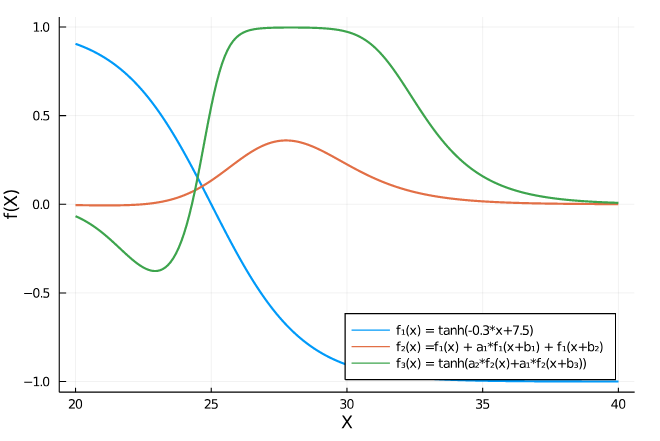 1.0
0.5
0.0
−0.5
−1.0
f(X)
20
25
30
35
40
X
f₁(x) = tanh(-0.3*x+7.5)
f₂(x) =f₁(x) + a₁*f₁(x+b₁) + f₁(x+b₂)
f₃(x) = tanh(a₂*f₂(x)+a₁*f₂(x+b₃))